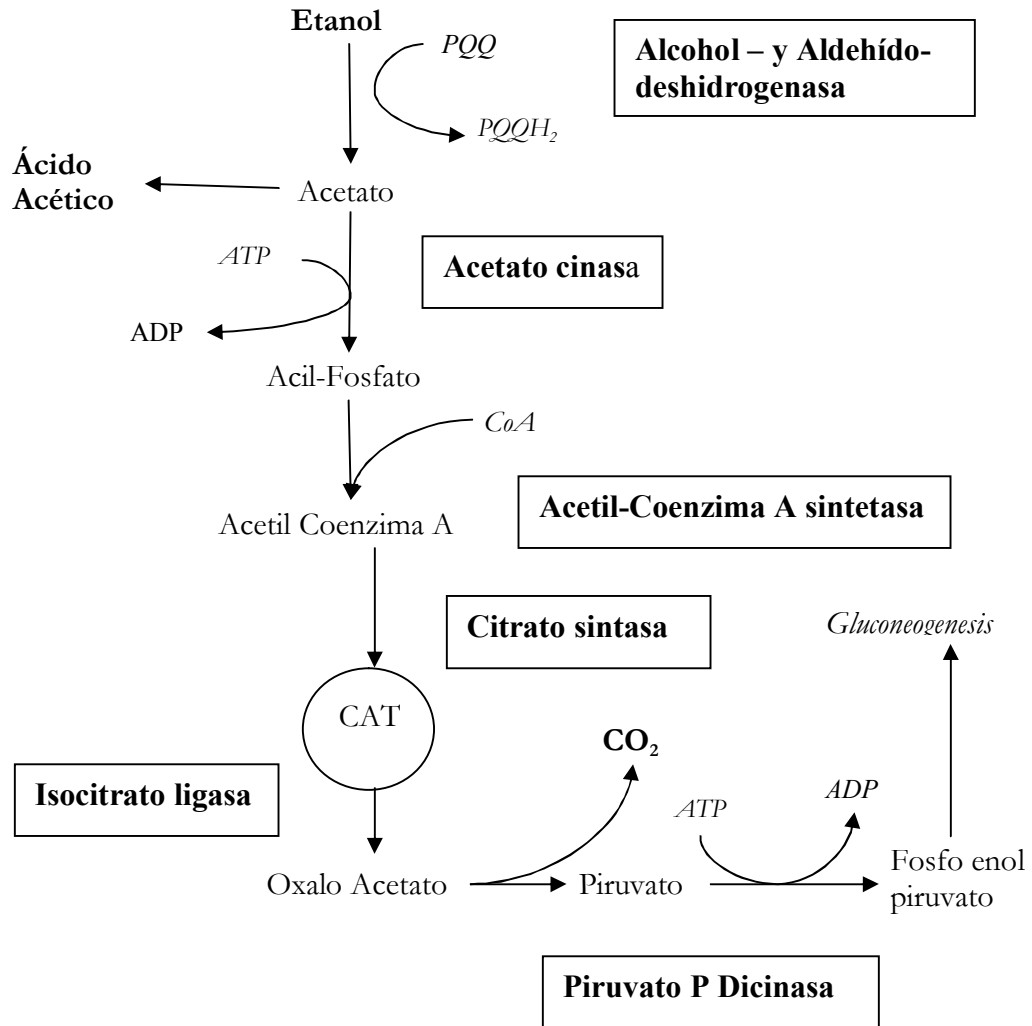 Etanol
PQQ
Alcohol – y Aldehído-
deshidrogenasa
PQQH₂
Ácido
Acético
Acetato
ATP
Acetato cinasa
ADP
Acil-Fosfato
CoA
Acetil Coenzima A
Acetil-Coenzima A sintetasa
Citrato sintasa
Gluconeogenesis
CAT
CO₂
Isocitrato ligasa
ATP
ADP
Oxalo Acetato
Piruvato
Fosfo enol
piruvato
Piruvato P Dicinasa